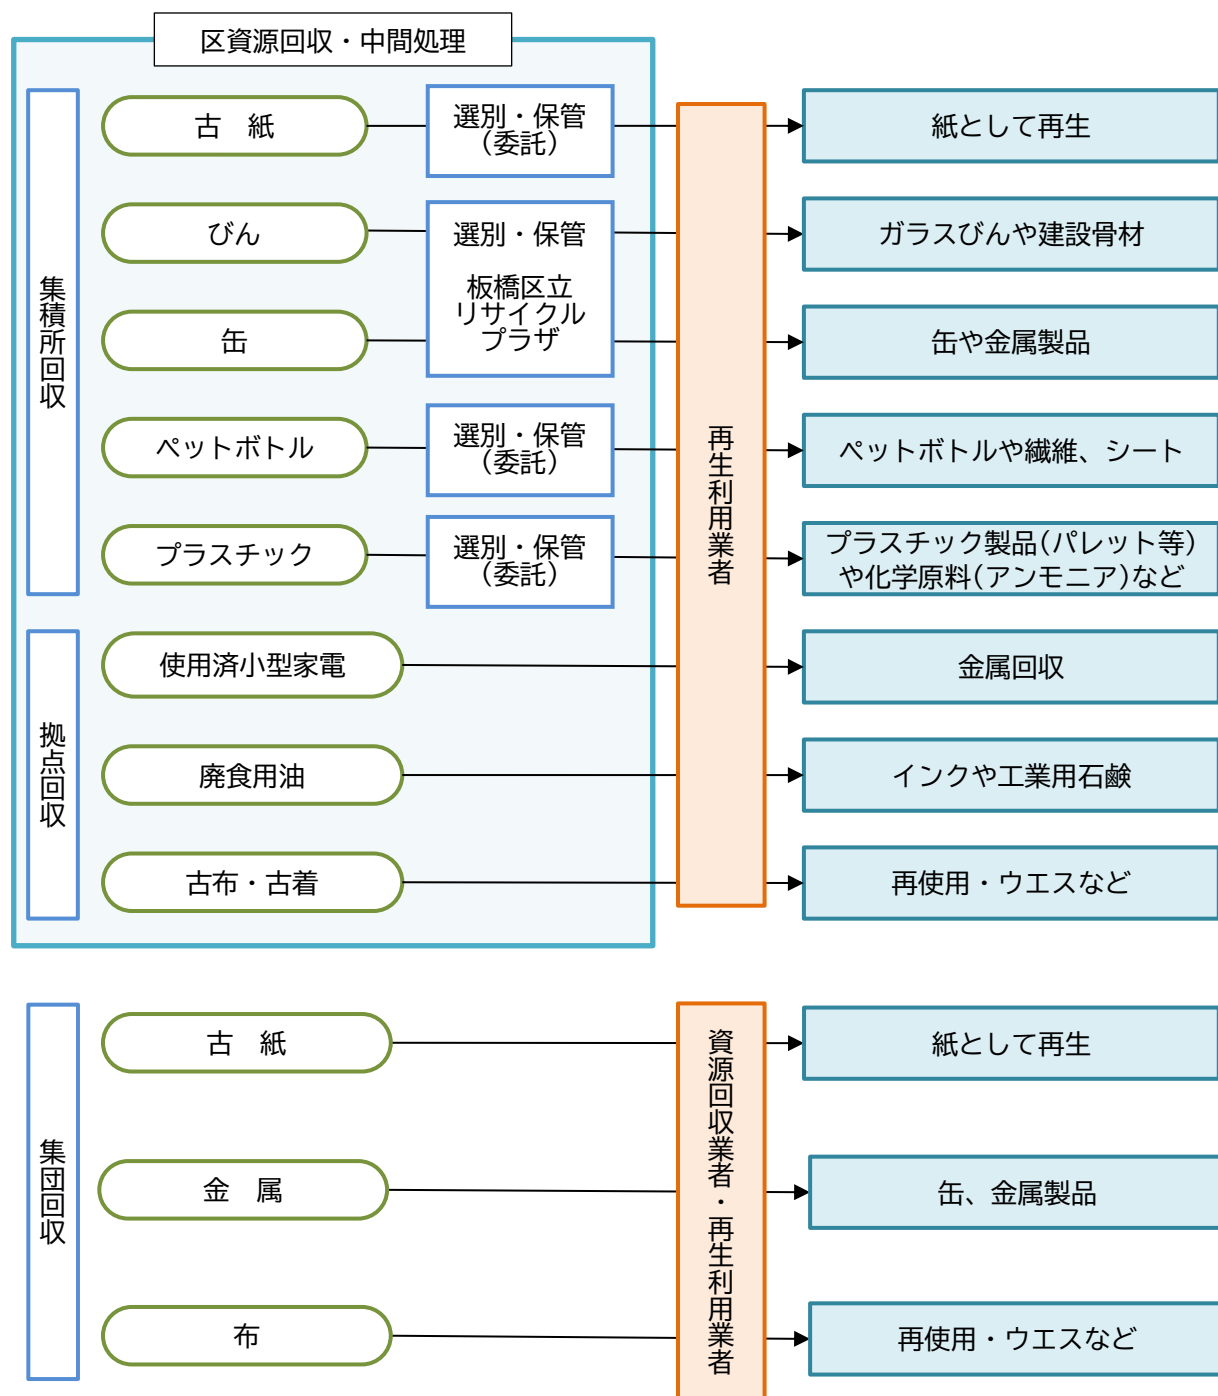 区資源回収・中間処理
集積所回収
古　紙
選別・保管
（委託）
紙として再生
びん
選別・保管
板橋区立
リサイクル
プラザ
ガラスびんや建設骨材
缶
缶や金属製品
ペットボトル
選別・保管
（委託）
ペットボトルや繊維、シート
プラスチック
選別・保管
（委託）
プラスチック製品（パレット等）
や化学原料（アンモニア）など
再生利用業者
拠点回収
使用済小型家電
金属回収
廃食用油
インクや工業用石鹸
古布・古着
再使用・ウエスなど
集団回収
古　紙
紙として再生
金　属
缶、金属製品
布
再使用・ウエスなど
資源回収業者・再生利用業者